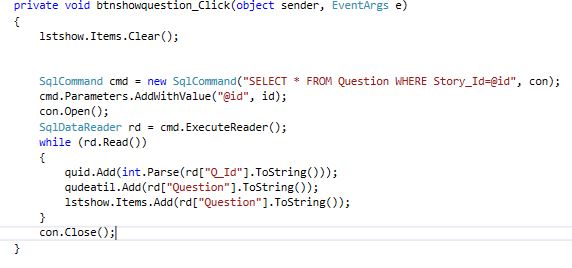 private void btnshowquestion_Click(object sender, EventArgs e)
{
lstshow.Items.Clear();
SqlCommand cmd = new SqlCommand("SELECT * FROM Question WHERE Story_Id=@id", con);
cmd.Parameters.AddWithValue("@id", id);
con.Open();
SqlDataReader rd = cmd.ExecuteReader();
while (rd.Read())
{
quid.Add(int.Parse(rd["Q_Id"].ToString()));
qudeatil.Add(rd["Question"].ToString());
lstshow.Items.Add(rd["Question"].ToString());
}
con.Close();
}